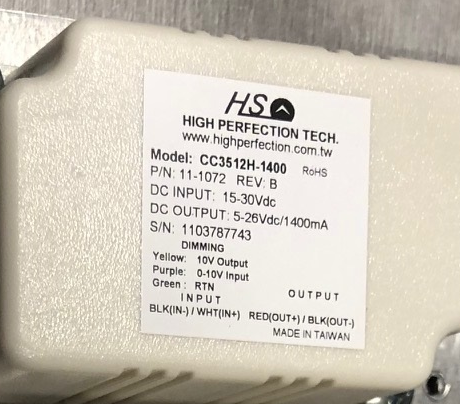 HSO
HIGH PERFECTION TECH.
www.highperfection.com.tw
Model: CC3512H-1400 RoHS
P/N: 11-1072 REV: B
DC INPUT: 15-30Vdc
DC OUTPUT: 5-26Vdc/1400mA
S/N: 1103787743
DIMMING
Yellow: 10V Output
Purple: 0-10V Input
Green: RTN
INPUT OUTPUT
BLK(IN-) / WHT(IN+) RED(OUT+) / BLK(OUT-)
MADE IN TAIWAN